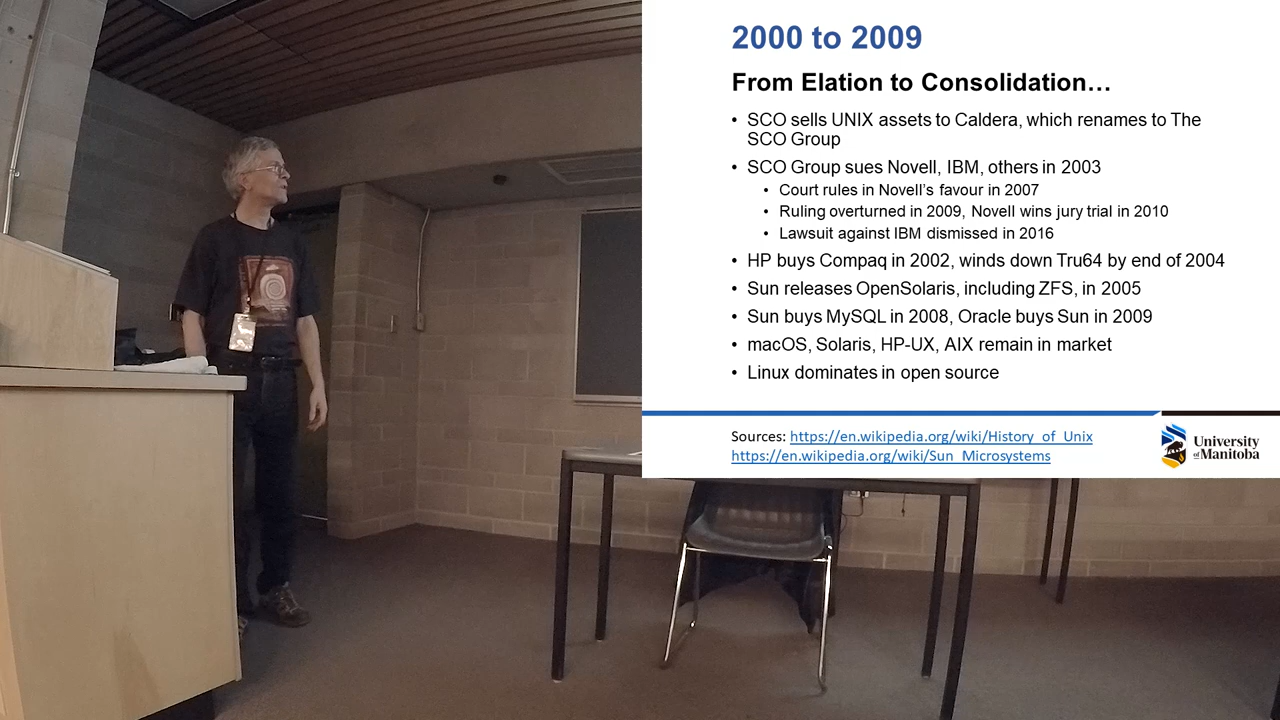 2000 to 2009
From Elation to Consolidation…
• SCO sells UNIX assets to Caldera, which renames to The
SCO Group
• SCO Group sues Novell, IBM, others in 2003
• Court rules in Novell's favour in 2007
• Ruling overturned in 2009, Novell wins jury trial in 2010
• Lawsuit against IBM dismissed in 2016
• HP buys Compaq in 2002, winds down Tru64 by end of 2004
• Sun releases OpenSolaris, including ZFS, in 2005
• Sun buys MySQL in 2008, Oracle buys Sun in 2009
• macOS, Solaris, HP-UX, AIX remain in market
• Linux dominates in open source
Sources: https://en.wikipedia.org/wiki/History_of_Unix
https://en.wikipedia.org/wiki/Sun_Microsystems
University
of Manitoba